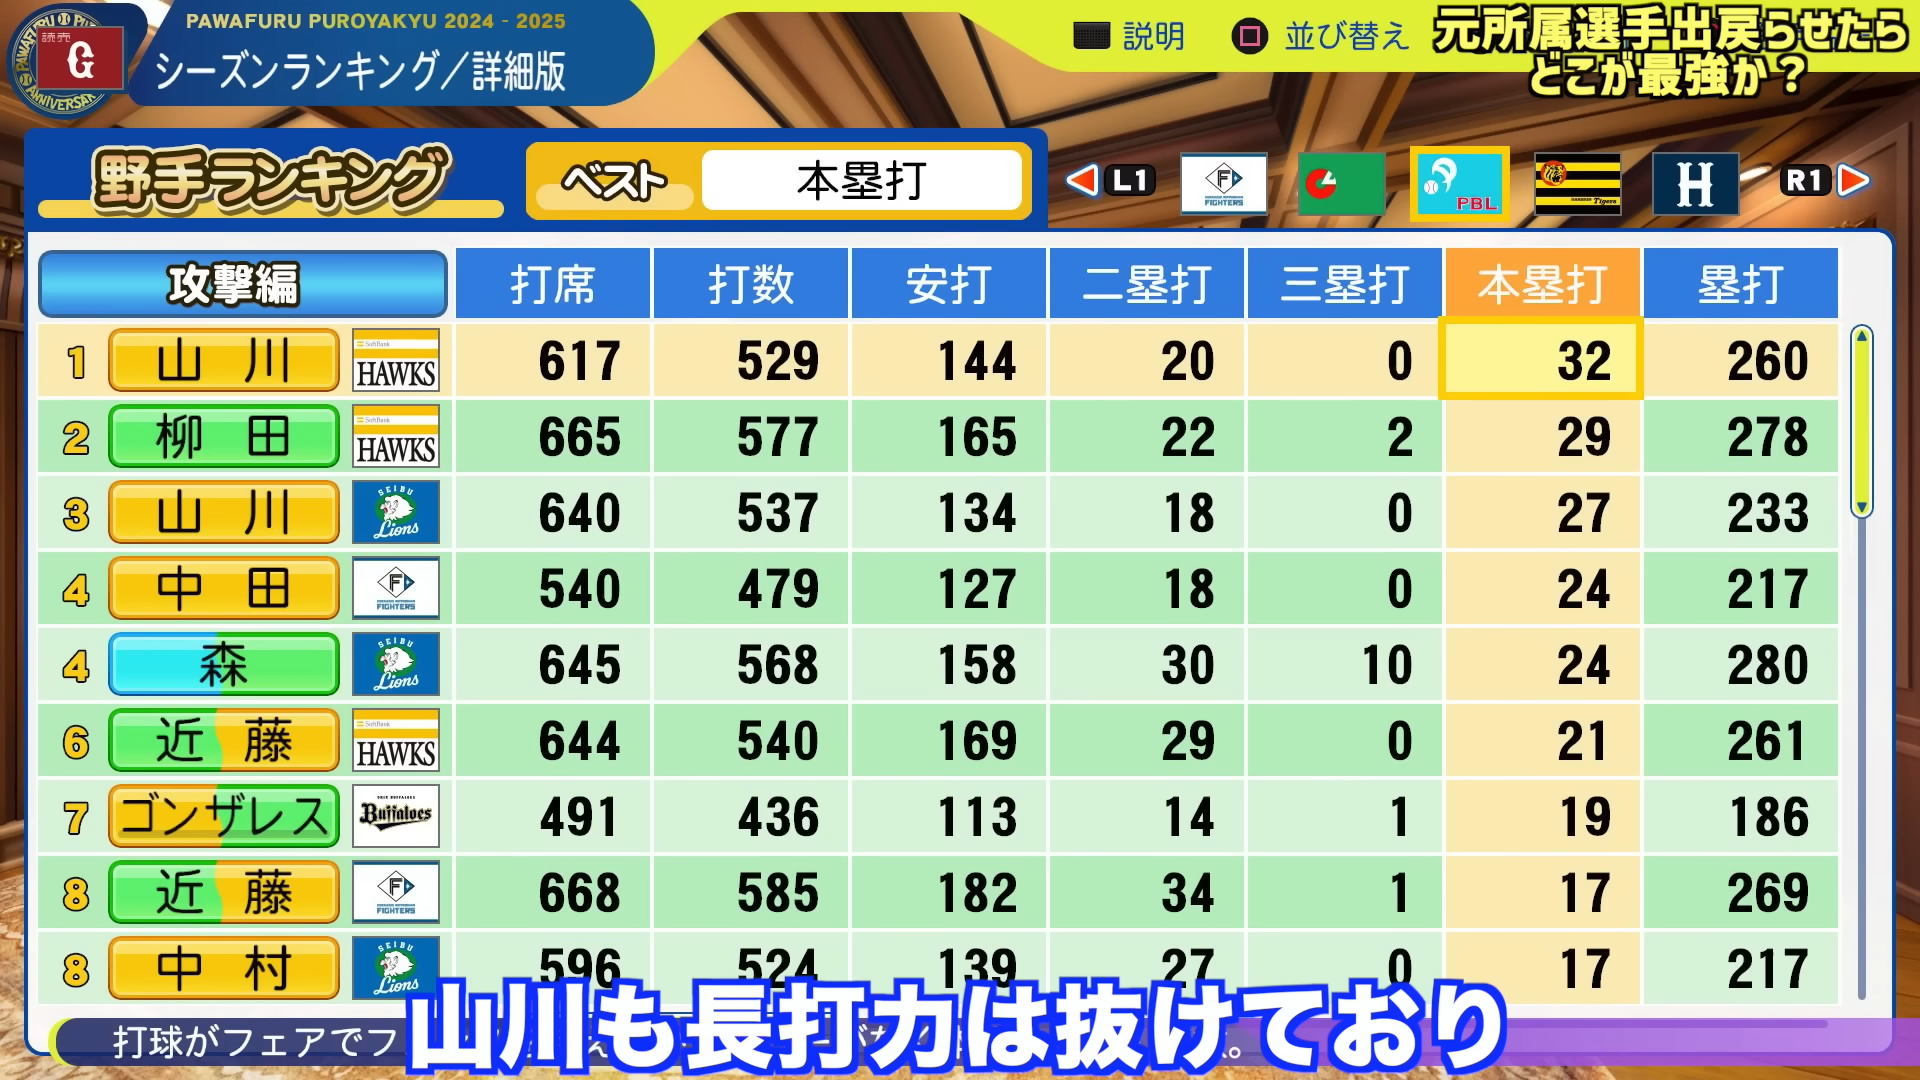 PAWAFURU PUROYAKYU 2024 - 2025
シーズンランキング／詳細版
読売
G
説明
並び替え
元所属選手出戻らせたら
どこが最強か？
野手ランキング
ベスト 本塁打
L1 FIGHTERS PBL Tigers H R1
攻撃編 打席 打数 安打 二塁打 三塁打 本塁打 塁打
1 山川 SoftBank HAWKS 617 529 144 20 0 32 260
2 柳田 SoftBank HAWKS 665 577 165 22 2 29 278
3 山川 SEIBU Lions 640 537 134 18 0 27 233
4 中田 F FIGHTERS 540 479 127 18 0 24 217
4 森 SEIBU Lions 645 568 158 30 10 24 280
6 近藤 SoftBank HAWKS 644 540 169 29 0 21 261
7 ゴンザレス Buffaloes 491 436 113 14 1 19 186
8 近藤 F FIGHTERS 668 585 182 34 1 17 269
8 中村 SEIBU Lions 596 524 139 27 0 17 217
打球がフェアでフ
山川も長打力は抜けており